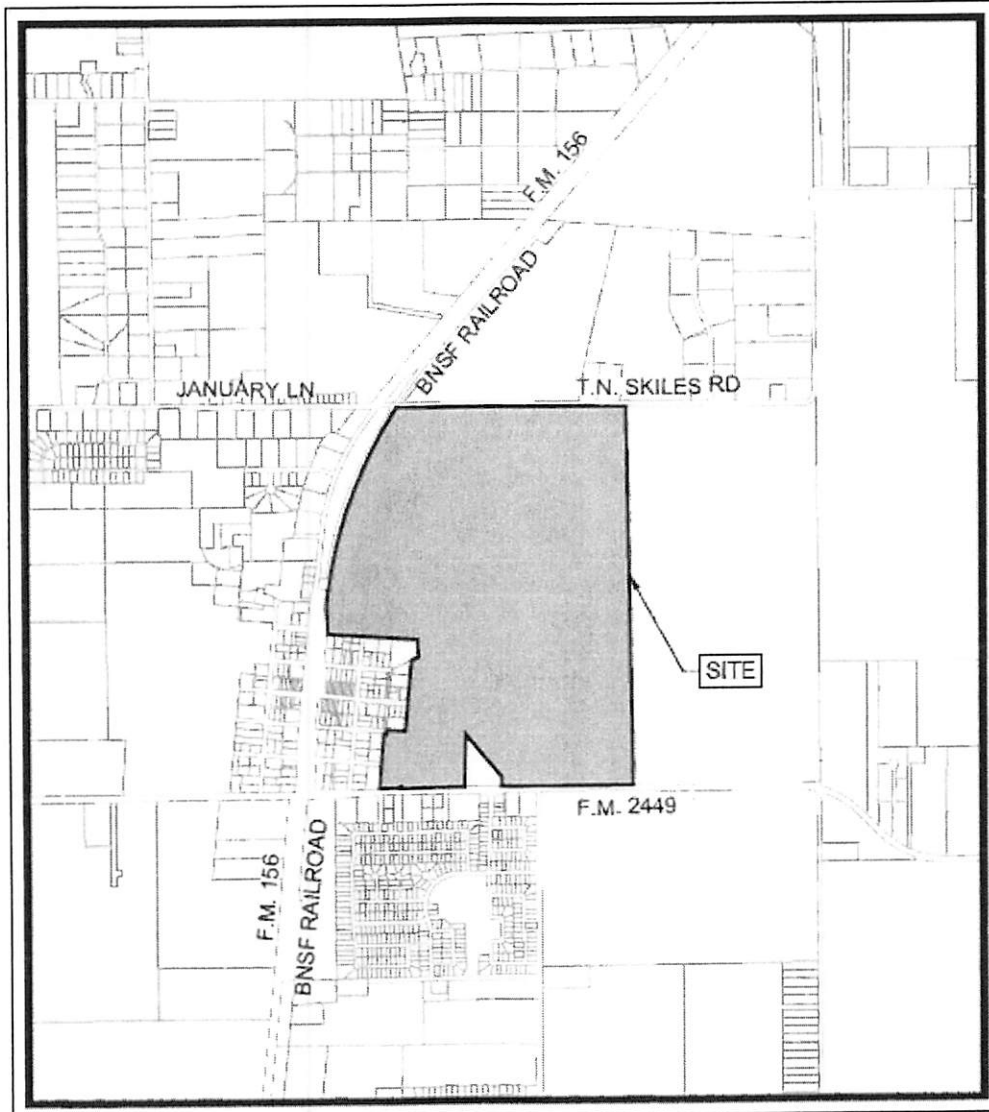 F.M. 156
BNSF RAILROAD
JANUARY LN
T.N. SKILES RD
SITE
F.M. 2449
F.M. 156
BNSF RAILROAD